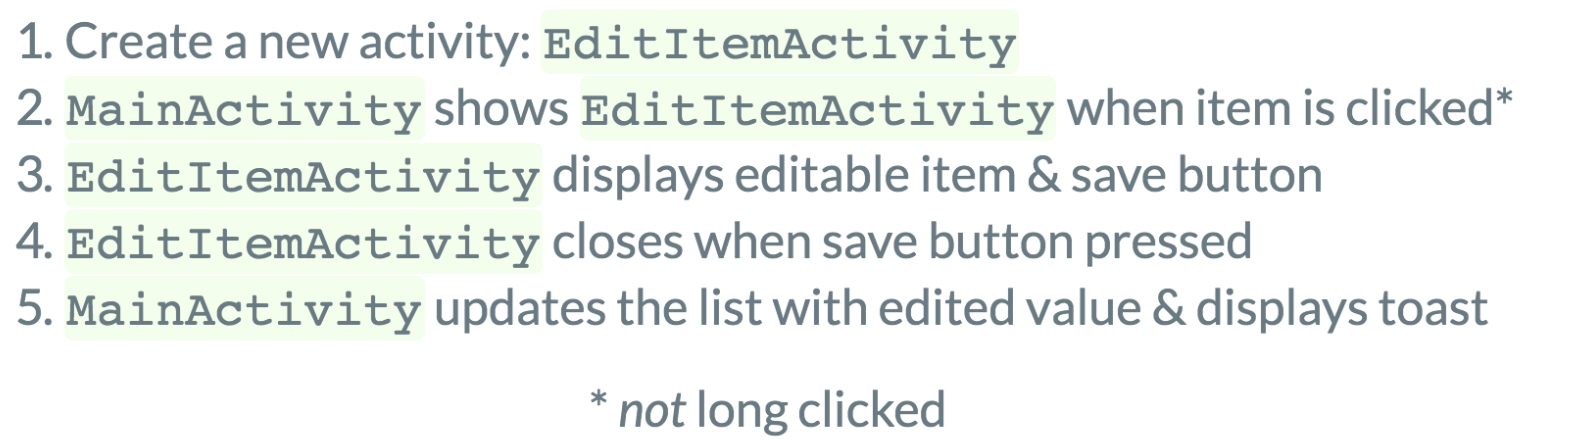 1. Create a new activity: EditItemActivity
2. MainActivity shows EditItemActivity when item is clicked*
3. EditItemActivity displays editable item & save button
4. EditItemActivity closes when save button pressed
5. MainActivity updates the list with edited value & displays toast
* not long clicked